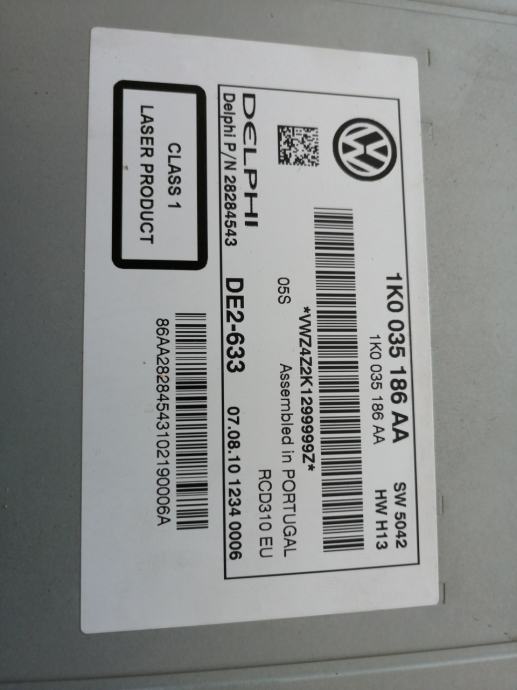 1K0 035 186 AA SW 5042
1K0 035 186 AA HW H13
*VWZ4Z2K1299999Z*
05S Assembled in PORTUGAL
RCD310 EU
DELPHI
Delphi P/N 28284543 DE2-633 07.08.10 1234 0006
CLASS 1
LASER PRODUCT
86AA28284543102190006A